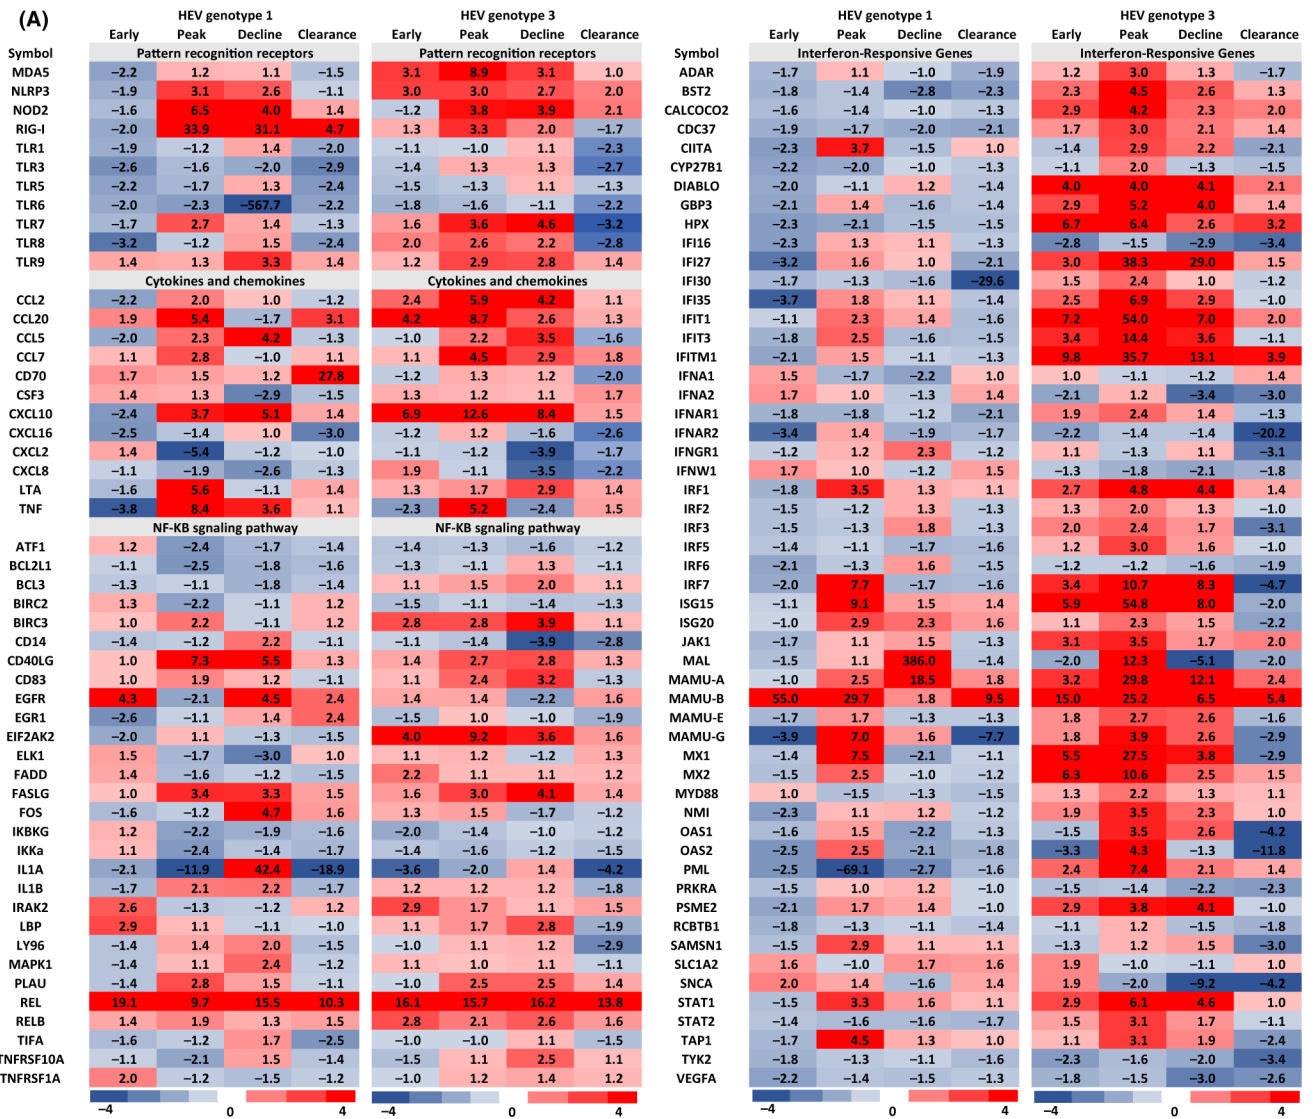 (A)
HEV genotype 1 HEV genotype 3
Early Peak Decline Clearance Early Peak Decline Clearance
Symbol Pattern recognition receptors Pattern recognition receptors
MDA5 −2.2 1.2 1.1 −1.5 3.1 8.9 3.1 1.0
NLRP3 −1.9 3.1 2.6 −1.1 3.0 3.0 2.7 2.0
NOD2 −1.6 6.5 4.0 1.4 −1.2 3.8 3.9 2.1
RIG-I −2.0 33.9 31.1 4.7 1.3 3.3 2.0 −1.7
TLR1 −1.9 −1.2 1.4 −2.0 −1.1 −1.0 1.1 −2.3
TLR3 −2.6 −1.6 −2.0 −2.9 −1.4 1.3 1.3 −2.7
TLR5 −2.2 −1.7 1.3 −2.4 −1.5 −1.3 1.1 −1.3
TLR6 −2.0 −2.3 −567.7 −2.2 −1.8 −1.6 −1.1 −2.2
TLR7 −1.7 2.7 1.4 −1.3 1.6 3.6 4.6 −3.2
TLR8 −3.2 −1.2 1.5 −2.4 2.0 2.6 2.2 −2.8
TLR9 1.4 1.3 3.3 1.4 1.2 2.9 2.8 1.4
Cytokines and chemokines Cytokines and chemokines
CCL2 −2.2 2.0 1.0 −1.2 2.4 5.9 4.2 1.1
CCL20 1.9 5.4 −1.7 3.1 4.2 8.7 2.6 1.3
CCL5 −2.0 2.3 4.2 −1.3 −1.0 2.2 3.5 −1.6
CCL7 1.1 2.8 −1.0 1.1 1.1 4.5 2.9 1.8
CD70 1.7 1.5 1.2 27.8 −1.2 1.3 1.2 −2.0
CSF3 1.4 1.3 −2.9 −1.5 1.3 1.2 1.1 1.7
CXCL10 −2.4 3.7 5.1 1.4 6.9 12.6 8.4 1.5
CXCL16 −2.5 −1.4 1.0 −3.0 −1.2 1.2 −1.6 −2.6
CXCL2 1.4 −5.4 −1.2 −1.0 −1.1 −1.2 −3.9 −1.7
CXCL8 −1.1 −1.9 −2.6 −1.3 1.9 −1.1 −3.5 −2.2
LTA −1.6 5.6 −1.1 1.4 1.3 1.7 2.9 1.4
TNF −3.8 8.4 3.6 1.1 −2.3 5.2 −2.4 1.5
NF-KB sgnaling pathway NF-KB sgnaling pathway
ATF1 1.2 −2.4 −1.7 −1.4 −1.4 −1.3 −1.6 −1.2
BCL2L1 −1.1 −2.5 −1.8 −1.6 −1.3 −1.1 1.3 −1.1
BCL3 −1.3 −1.1 −1.8 −1.4 1.1 1.5 2.0 1.1
BIRC2 1.3 −2.2 −1.1 1.2 −1.5 −1.1 −1.4 −1.3
BIRC3 1.0 2.2 −1.1 1.2 2.8 2.8 3.9 1.1
CD14 −1.4 −1.2 2.2 −1.1 −1.1 −1.4 −3.9 −2.8
CD40LG 1.0 7.3 5.5 1.3 1.4 2.7 2.8 1.3
CD83 1.0 1.9 1.2 −1.1 1.1 2.4 3.2 −1.3
EGFR 4.3 −2.1 4.5 2.4 1.4 1.4 −2.2 1.6
EGR1 −2.6 −1.1 1.4 2.4 −1.5 1.0 −1.0 −1.9
EIF2AK2 −2.0 1.1 −1.3 −1.5 4.0 9.2 3.6 1.6
ELK1 1.5 −1.7 −3.0 1.0 1.1 1.1 −1.2 1.3
FADD 1.4 −1.6 −1.2 −1.5 2.2 1.1 1.1 1.2
FASLG 1.0 3.4 3.3 1.5 1.6 3.0 4.1 1.4
FOS −1.6 −1.2 4.7 1.6 1.3 1.5 −1.7 −1.2
IKBKG 1.2 −2.2 −1.9 −1.6 −2.0 −1.4 −1.0 −1.2
IKKa 1.1 −2.4 −1.4 −1.7 −1.4 −1.6 −1.2 −1.5
IL1A −2.1 −11.9 42.4 −18.9 −3.6 −2.0 1.4 −4.2
IL1B −1.7 2.1 2.2 −1.7 1.2 1.2 1.2 −1.8
IRAK2 2.6 −1.3 −1.2 1.2 2.9 1.7 1.1 1.5
LBP 2.9 1.1 −1.1 −1.0 1.1 1.7 2.8 −1.9
LY96 −1.4 1.4 2.0 −1.5 −1.0 1.1 1.2 −2.9
MAPK1 −1.4 1.1 2.4 −1.2 1.1 1.0 1.1 −1.1
PLAU −1.4 2.8 1.5 −1.1 −1.0 2.5 2.5 1.4
REL 19.1 9.7 15.5 10.3 16.1 15.7 16.2 13.8
RELB 1.4 1.9 1.3 1.5 2.8 2.1 2.6 1.6
TIFA −1.6 −1.2 1.7 −2.5 −1.0 −1.0 1.1 −1.5
TNFRSF10A −1.1 −2.1 1.5 −1.4 −1.5 1.1 2.5 1.1
TNFRSF1A 2.0 −1.2 −1.5 −1.2 −1.0 1.2 1.4 1.2
−4 0 4 −4 0 4
HEV genotype 1 HEV genotype 3
Early Peak Decline Clearance Early Peak Decline Clearance
Symbol Interferon-Responsive Genes Interferon-Responsive Genes
ADAR −1.7 1.1 −1.0 −1.9 1.2 3.0 1.3 −1.7
BST2 −1.8 −1.4 −2.8 −2.3 2.3 4.5 2.6 1.3
CALCOCO2 −1.6 −1.4 −1.0 −1.3 2.9 4.2 2.3 2.0
CDC37 −1.9 −1.7 −2.0 −2.1 1.7 3.0 2.1 1.4
CIITA −2.3 3.7 −1.5 1.0 −1.4 2.9 2.2 −2.1
CYP27B1 −2.2 −2.0 −1.0 −1.3 −1.1 2.0 −1.3 −1.5
DIABLO −2.0 −1.1 1.2 −1.4 4.0 4.0 4.1 2.1
GBP3 −2.1 1.4 −1.6 −1.4 2.9 5.2 4.0 1.4
HPX −2.3 −2.1 −1.5 −1.5 6.7 6.4 2.6 3.2
IFI16 −2.3 1.3 1.1 −1.3 −2.8 −1.5 −2.9 −3.4
IFI27 −3.2 1.6 1.0 −2.1 3.0 38.3 29.0 1.5
IFI30 −1.7 −1.3 −1.6 −29.6 1.5 2.4 1.0 −1.2
IFI35 −3.7 1.8 1.1 −1.4 2.5 6.9 2.9 −1.0
IFIT1 −1.1 2.3 1.4 −1.6 7.2 54.0 7.0 2.0
IFIT3 −1.8 2.5 −1.6 −1.5 3.4 14.4 3.6 −1.1
IFITM1 −2.1 1.5 −1.1 −1.3 9.8 35.7 13.1 3.9
IFNA1 1.5 −1.7 −2.2 1.0 1.0 −1.1 −1.2 1.4
IFNA2 1.7 1.0 −1.3 1.4 −2.1 1.2 −3.4 −3.0
IFNAR1 −1.8 −1.8 −1.2 −2.1 1.9 2.4 1.4 −1.3
IFNAR2 −3.4 1.4 −1.9 −1.7 −2.2 −1.4 −1.4 −20.2
IFNGR1 −1.2 1.2 2.3 −1.2 1.1 −1.3 1.1 −3.1
IFNW1 1.7 1.0 −1.2 1.5 −1.3 −1.8 −2.1 −1.8
IRF1 −1.8 3.5 1.3 1.1 2.7 4.8 4.4 1.4
IRF2 −1.5 −1.2 1.3 −1.3 1.3 2.0 1.3 −1.0
IRF3 −1.5 −1.3 1.8 −1.3 2.0 2.4 1.7 −3.1
IRF5 −1.4 −1.1 −1.7 −1.6 1.2 3.0 1.6 −1.0
IRF6 −2.1 −1.3 1.6 −1.5 −1.2 −1.2 −1.6 −1.9
IRF7 −2.0 7.7 −1.7 −1.6 3.4 10.7 8.3 −4.7
ISG15 −1.1 9.1 1.5 1.4 5.9 54.8 8.0 −2.0
ISG20 −1.0 2.9 2.3 1.6 1.1 2.3 1.5 −2.2
JAK1 −1.7 1.1 1.5 −1.3 3.1 3.5 1.7 2.0
MAL −1.5 1.1 386.0 −1.4 −2.0 12.3 −5.1 −2.0
MAMU-A −1.0 2.5 18.5 1.8 3.2 29.8 12.1 2.4
MAMU-B 55.0 29.7 1.8 9.5 15.0 25.2 6.5 5.4
MAMU-E −1.7 1.7 −1.3 −1.3 1.8 2.7 2.6 −1.6
MAMU-G −3.9 7.0 1.6 −7.7 1.8 3.9 2.6 −2.9
MX1 −1.4 7.5 −2.1 −1.1 5.5 27.5 3.8 −2.9
MX2 −1.5 2.5 −1.0 −1.2 6.3 10.6 2.5 1.5
MYD88 1.0 −1.5 −1.3 −1.5 1.3 2.2 1.3 1.1
NMI −2.3 1.1 1.2 −1.2 1.9 3.5 2.3 1.0
OAS1 −1.6 1.5 −2.2 −1.3 −1.5 3.5 2.6 −4.2
OAS2 −2.5 2.5 −2.1 −1.8 −3.3 4.3 −1.3 −11.8
PML −2.5 −69.1 −2.7 −1.6 2.4 7.4 2.1 1.4
PRKRA −1.5 1.0 1.2 −1.0 −1.5 −1.4 −2.2 −2.3
PSME2 −2.1 1.7 1.4 −1.0 2.9 3.8 4.1 −1.0
RCBTB1 −1.8 −1.3 −1.1 −1.4 −1.1 1.2 −1.5 −1.8
SAMSN1 −1.5 2.9 1.1 1.1 −1.3 1.2 1.5 −3.0
SLC1A2 1.6 −1.0 1.7 1.6 1.9 −1.0 −1.1 1.0
SNCA 2.0 1.4 −1.6 1.4 1.9 −2.0 −9.2 −4.2
STAT1 −1.5 3.3 1.6 1.1 2.9 6.1 4.6 1.0
STAT2 −1.4 −1.6 −1.6 −1.7 1.5 3.1 1.7 −1.1
TAP1 −1.7 4.5 1.3 1.0 1.1 3.1 1.9 −2.4
TYK2 −1.8 −1.3 −1.1 −1.3 −2.3 −1.6 −2.0 −3.4
VEGFA −2.2 −1.4 −1.5 −1.3 −1.8 −1.5 −3.0 −2.6
−4 0 4 −4 0 4